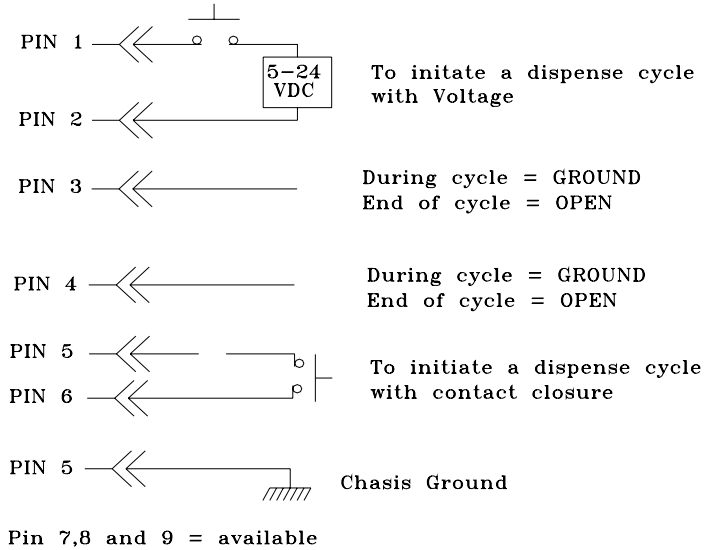 PIN 1
5-24
VDC
To initate a dispense cycle
with Voltage
PIN 2
PIN 3
During cycle = GROUND
End of cycle = OPEN
PIN 4
During cycle = GROUND
End of cycle = OPEN
PIN 5
PIN 6
To initiate a dispense cycle
with contact closure
PIN 5
Chasis Ground
Pin 7,8 and 9 = available